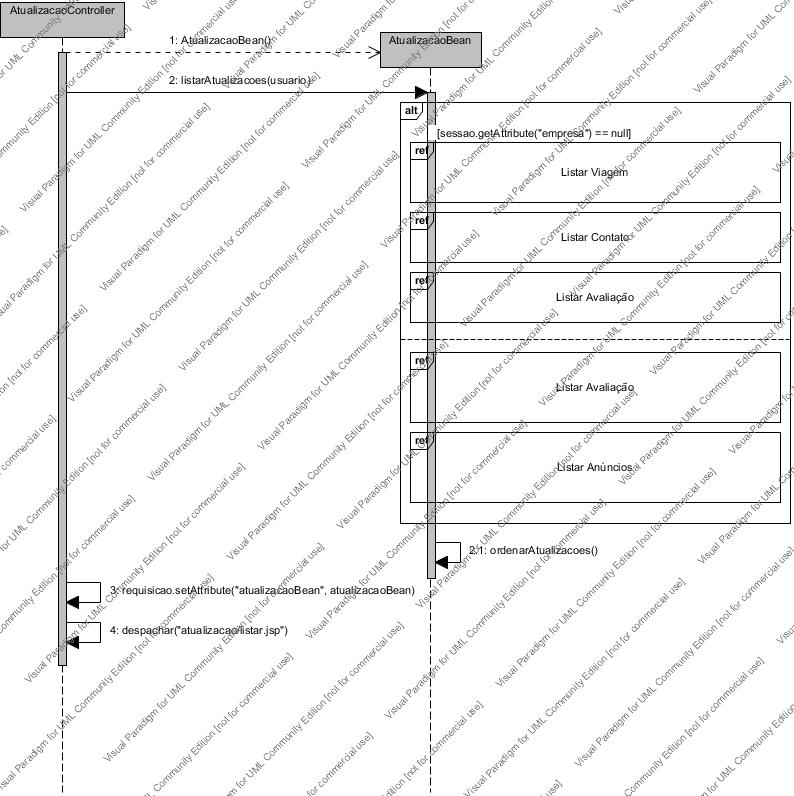 AtualizacaoController
1: AtualizacaoBean()
AtualizacaoBean
2: listarAtualizacoes(usuario)
alt
[sessao.getAttribute("empresa") == null]
ref
Listar Viagem
ref
Listar Contato
ref
Listar Avaliação
ref
Listar Avaliação
ref
Listar Anúncios
2.1: ordenarAtualizacoes()
3: requisicao.setAttribute("atualizacaoBean", atualizacaoBean)
4: despachar("atualizacao/listar.jsp")
Visual Paradigm for UML Community Edition [not for commercial use]